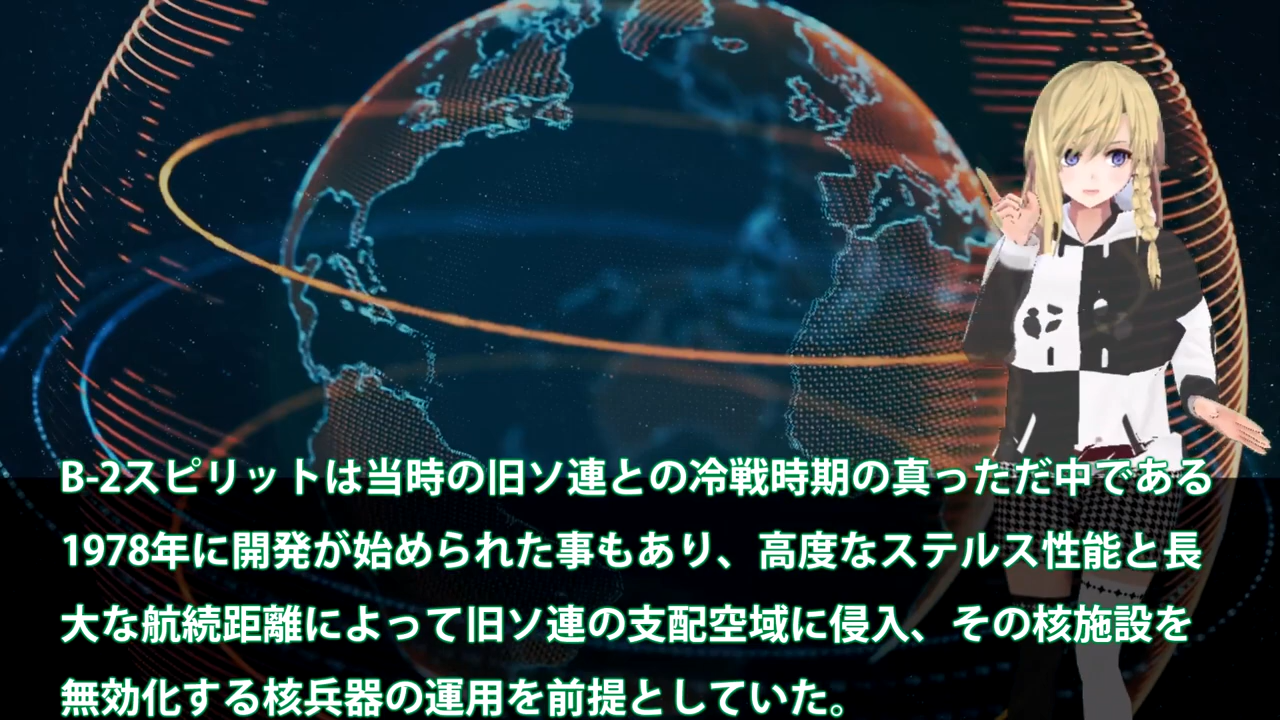 B-2スピリットは当時の旧ソ連との冷戦時期の真っただ中である
1978年に開発が始められた事もあり、高度なステルス性能と長
大な航続距離によって旧ソ連の支配空域に侵入、その核施設を
無効化する核兵器の運用を前提としていた。